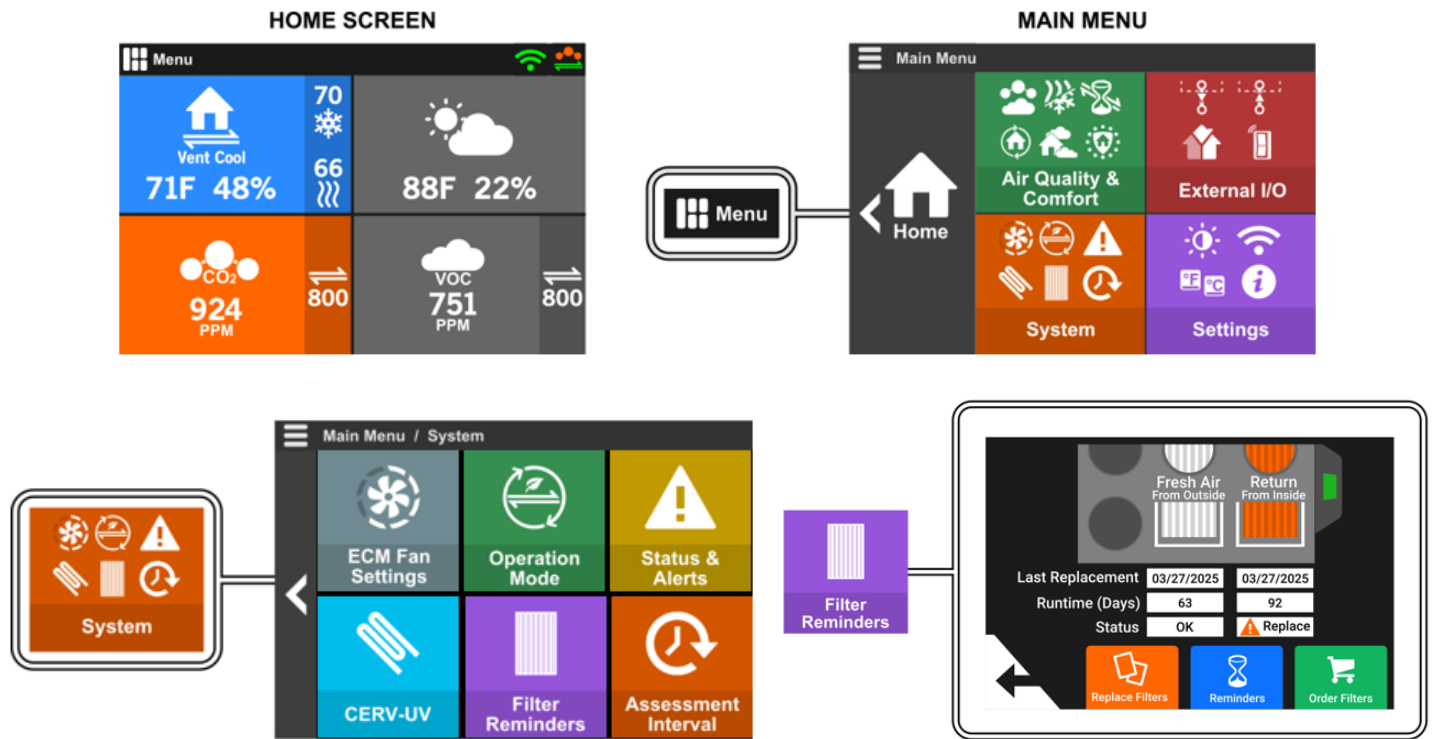 HOME SCREEN
Menu
70
Vent Cool
71F 48%
66
88F 22%
CO2
924
PPM
800
VOC
751
PPM
800
MAIN MENU
Menu
Main Menu
Home
Air Quality &
Comfort
External I/O
System
°F
°C
i
Settings
System
Main Menu / System
ECM Fan
Settings
Operation
Mode
Status &
Alerts
CERV-UV
Filter
Reminders
Assessment
Interval
Filter
Reminders
Fresh Air
From Outside
Return
From Inside
Last Replacement 03/27/2025 03/27/2025
Runtime (Days) 63 92
Status OK Replace
Replace Filters
Reminders
Order Filters